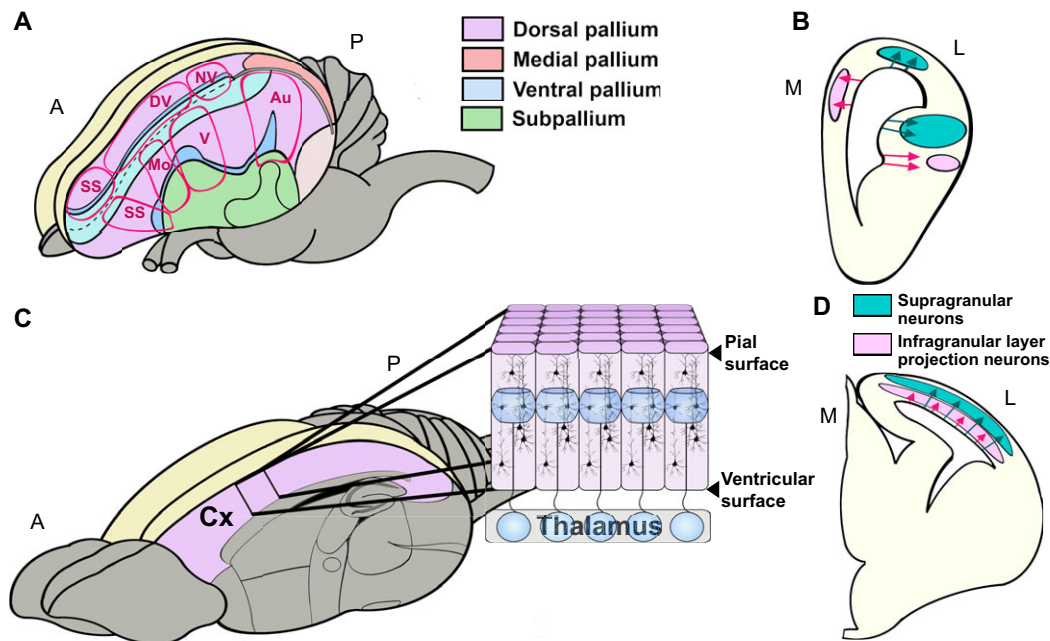 A
P
A
Dorsal pallium
Medial pallium
Ventral pallium
Subpallium
NV
DV
Au
V
Mo
SS
SS
B
L
M
C
P
A
Cx
Pial
surface
Ventricular
surface
Thalamus
D
Supragranular
neurons
Infragranular layer
projection neurons
M
L